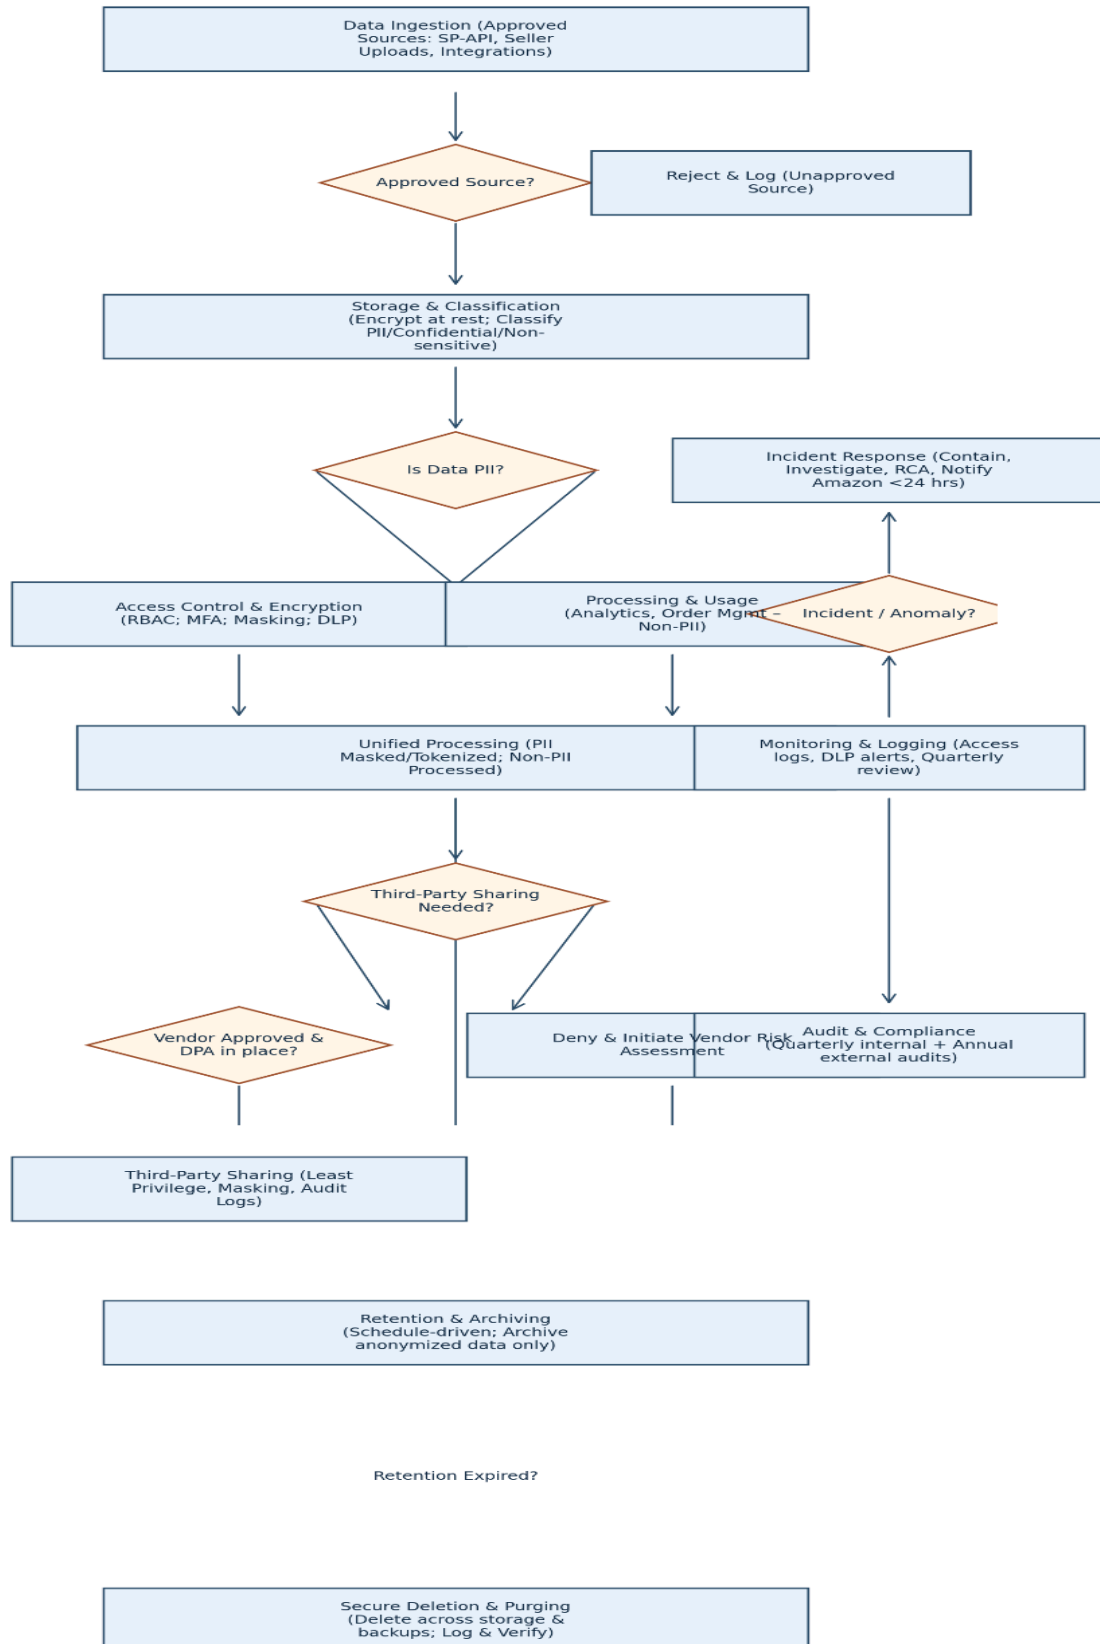 Data Ingestion (Approved
Sources: SP-API, Seller
Uploads, Integrations)
Approved Source?
Reject & Log (Unapproved
Source)
Storage & Classification
(Encrypt at rest; Classify
PII/Confidential/Non-
sensitive)
Is Data PII?
Incident Response (Contain,
Investigate, RCA, Notify
Amazon <24 hrs)
Access Control & Encryption
(RBAC; MFA; Masking; DLP)
Processing & Usage
(Analytics, Order Mgmt –
Non-PII)
Incident / Anomaly?
Unified Processing (PII
Masked/Tokenized; Non-PII
Processed)
Monitoring & Logging (Access
logs, DLP alerts, Quarterly
review)
Third-Party Sharing
Needed?
Vendor Approved &
DPA in place?
Deny & Initiate Vendor Risk
Assessment
Audit & Compliance
(Quarterly internal + Annual
external audits)
Third-Party Sharing (Least
Privilege, Masking, Audit
Logs)
Retention & Archiving
(Schedule-driven; Archive
anonymized data only)
Retention Expired?
Secure Deletion & Purging
(Delete across storage &
backups; Log & Verify)